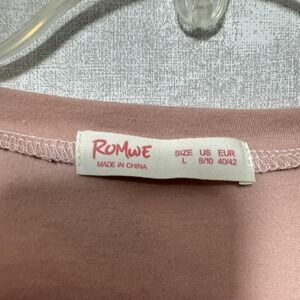 ROMWE
MADE IN CHINA
SIZE US EUR
L 8/10 40/42